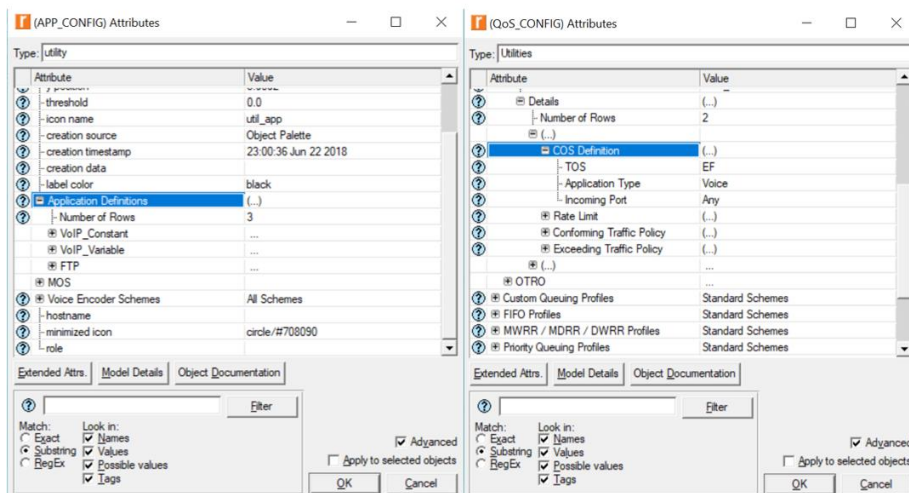 (APP_CONFIG) Attributes
Type: utility
Attribute Value
threshold 0.0
icon name util_app
creation source Object Palette
creation timestamp 23:00:36 Jun 22 2018
creation data
label color black
Application Definitions (...)
Number of Rows 3
VoIP_Constant ...
VoIP_Variable ...
FTP ...
MOS
Voice Encoder Schemes All Schemes
hostname
minimized icon circle/#708090
role
Extended Attrs. Model Details Object Documentation
Filter
Match: Look in:
Exact Names
Substring Values
RegEx Possible values
Tags
Advanced
Apply to selected objects
OK Cancel
(QoS_CONFIG) Attributes
Type: Utilities
Attribute Value
Details (...)
Number of Rows 2
(...)
COS Definition (...)
TOS EF
Application Type Voice
Incoming Port Any
Rate Limit (...)
Conforming Traffic Policy (...)
Exceeding Traffic Policy (...)
(...) ...
OTRO ...
Custom Queuing Profiles Standard Schemes
FIFO Profiles Standard Schemes
MWRR / MDRR / DWRR Profiles Standard Schemes
Priority Queuing Profiles Standard Schemes
Extended Attrs. Model Details Object Documentation
Filter
Match: Look in:
Exact Names
Substring Values
RegEx Possible values
Tags
Advanced
Apply to selected objects
OK Cancel